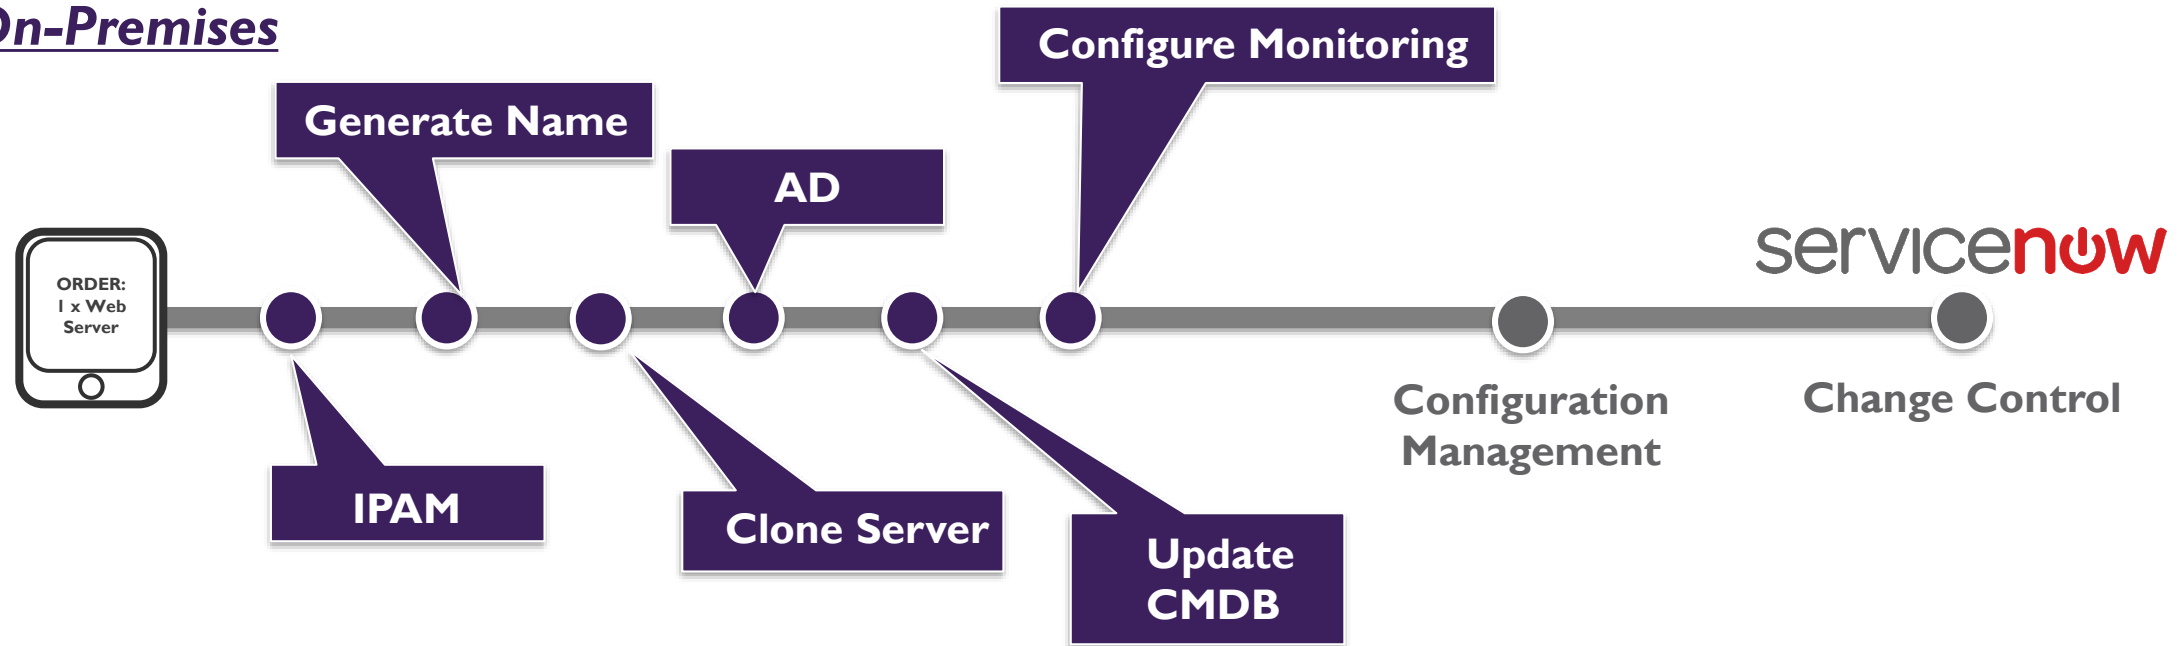 On-Premises
Configure Monitoring
Generate Name
AD
servicenow
ORDER:
1 x Web
Server
Configuration
Management
Change Control
IPAM
Clone Server
Update
CMDB